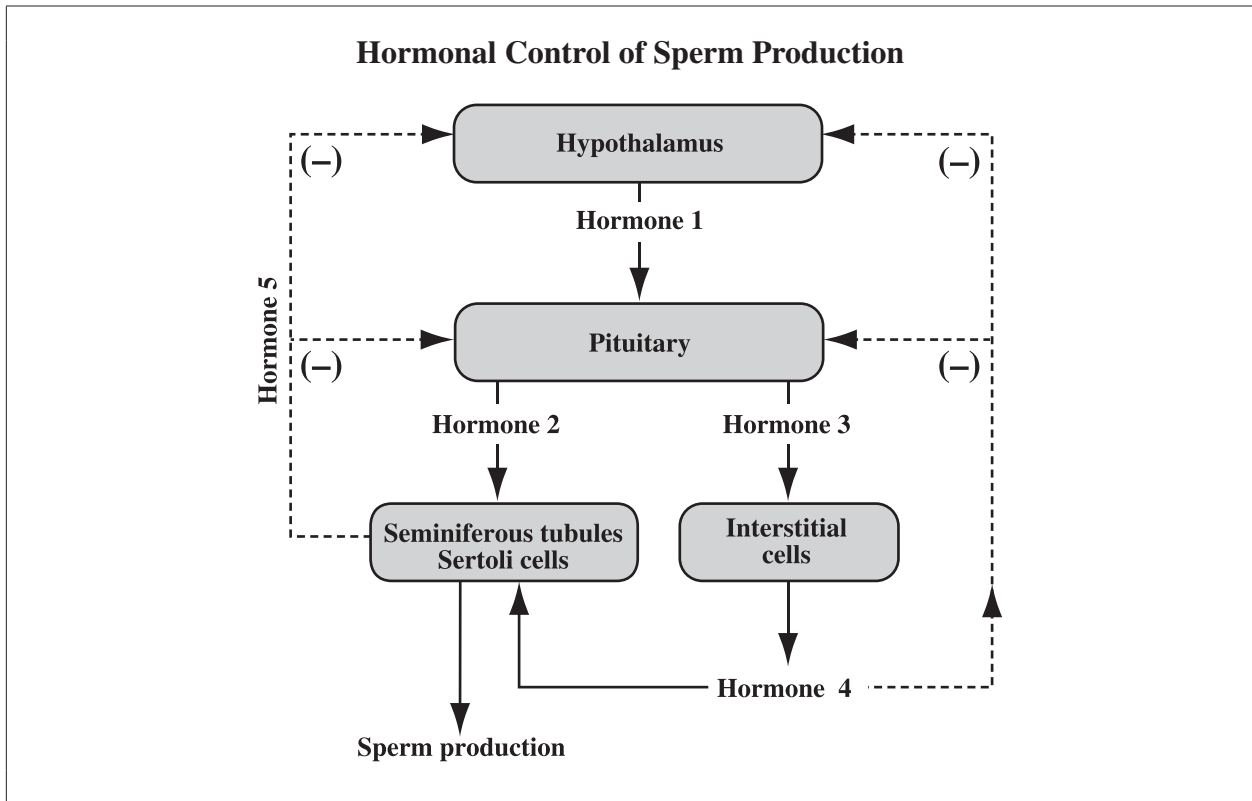 Hormonal Control of Sperm Production
Hypothalamus
(–)
(–)
Hormone 1
Hormone 5
Pituitary
(–)
(–)
Hormone 2
Hormone 3
Seminiferous tubules
Sertoli cells
Interstitial
cells
Hormone 4
Sperm production